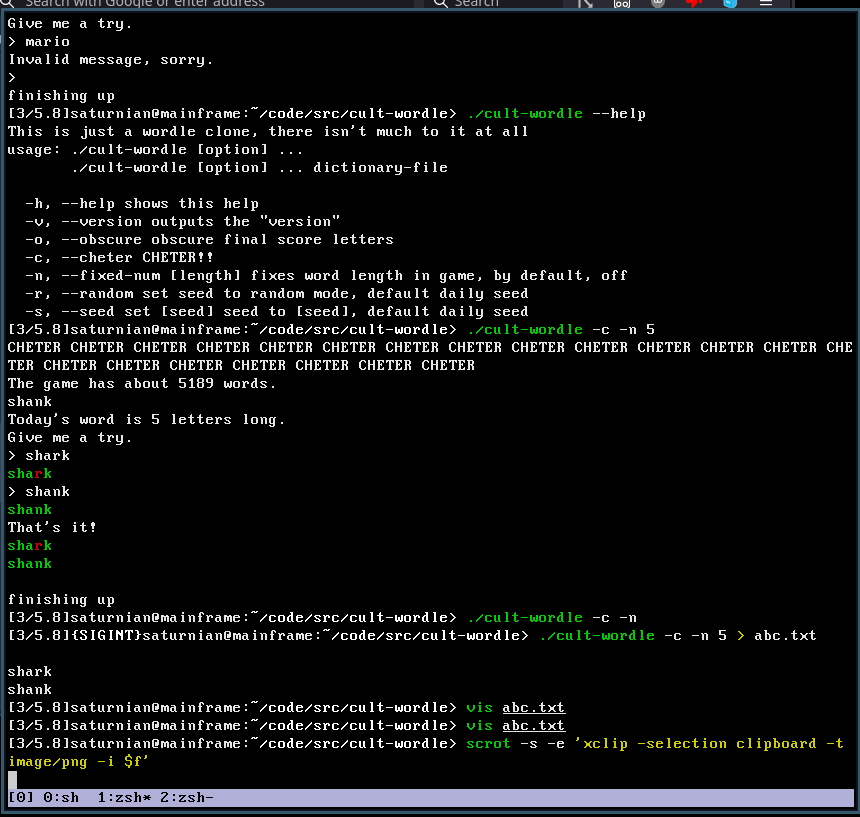 Search with Google or enter address Search
Give me a try.
> mario
Invalid message, sorry.
>
finishing up
[3/5.8]saturnian@mainframe:~/code/src/cult-wordle> ./cult-wordle --help
This is just a wordle clone, there isn't much to it at all
usage: ./cult-wordle [option] ...
./cult-wordle [option] ... dictionary-file
-h, --help shows this help
-v, --version outputs the "version"
-o, --obscure obscure final score letters
-c, --cheter CHETER!!
-n, --fixed-num [length] fixes word length in game, by default, off
-r, --random set seed to random mode, default daily seed
-s, --seed set [seed] seed to [seed], default daily seed
[3/5.8]saturnian@mainframe:~/code/src/cult-wordle> ./cult-wordle -c -n 5
CHETER CHETER CHETER CHETER CHETER CHETER CHETER CHETER CHETER CHETER CHETER CHETER CHETER CHE
TER CHETER CHETER CHETER CHETER CHETER CHETER CHETER
The game has about 5189 words.
shank
Today's word is 5 letters long.
Give me a try.
> shark
shark
> shank
shank
That's it!
shark
shank
finishing up
[3/5.8]saturnian@mainframe:~/code/src/cult-wordle> ./cult-wordle -c -n
[3/5.8]{SIGINT}saturnian@mainframe:~/code/src/cult-wordle> ./cult-wordle -c -n 5 > abc.txt
shark
shank
[3/5.8]saturnian@mainframe:~/code/src/cult-wordle> vis abc.txt
[3/5.8]saturnian@mainframe:~/code/src/cult-wordle> vis abc.txt
[3/5.8]saturnian@mainframe:~/code/src/cult-wordle> scrot -s -e 'xclip -selection clipboard -t
image/png -i $f'
[0] 0:sh 1:zsh* 2:zsh-